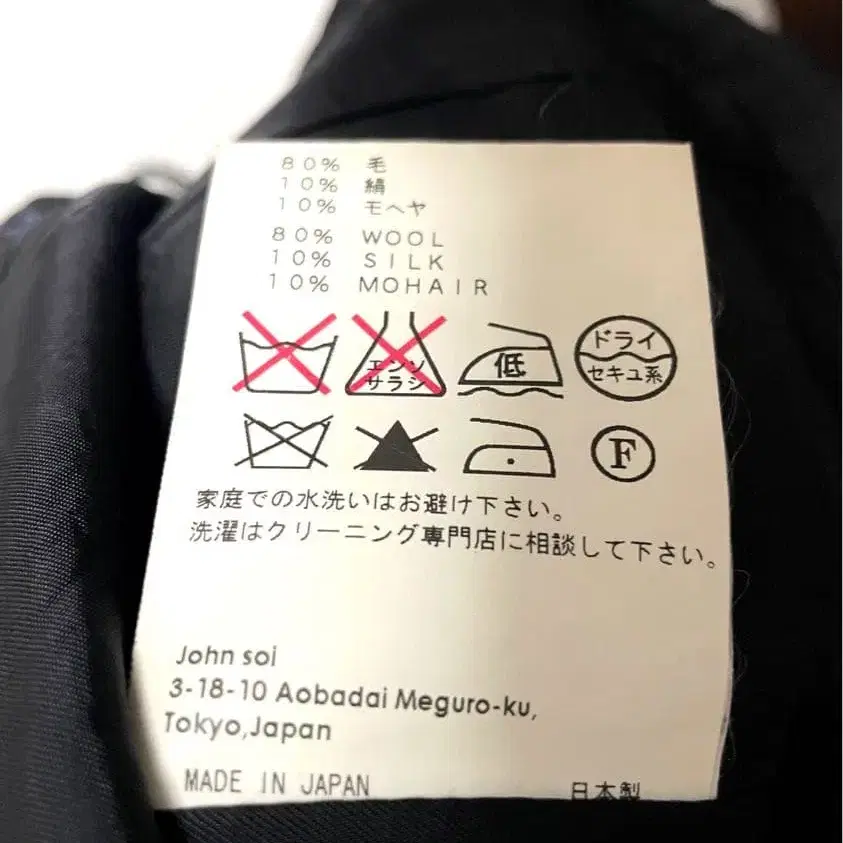 80% 毛
10% 絹
10% モヘヤ
80% WOOL
10% SILK
10% MOHAIR
エンソ
サラシ
低
ドライ
セキユ系
F
家庭での水洗いはお避け下さい。
洗濯はクリーニング専門店に相談して下さい。
John soi
3-18-10 Aobadai Meguro-ku,
Tokyo,Japan
MADE IN JAPAN 日本製